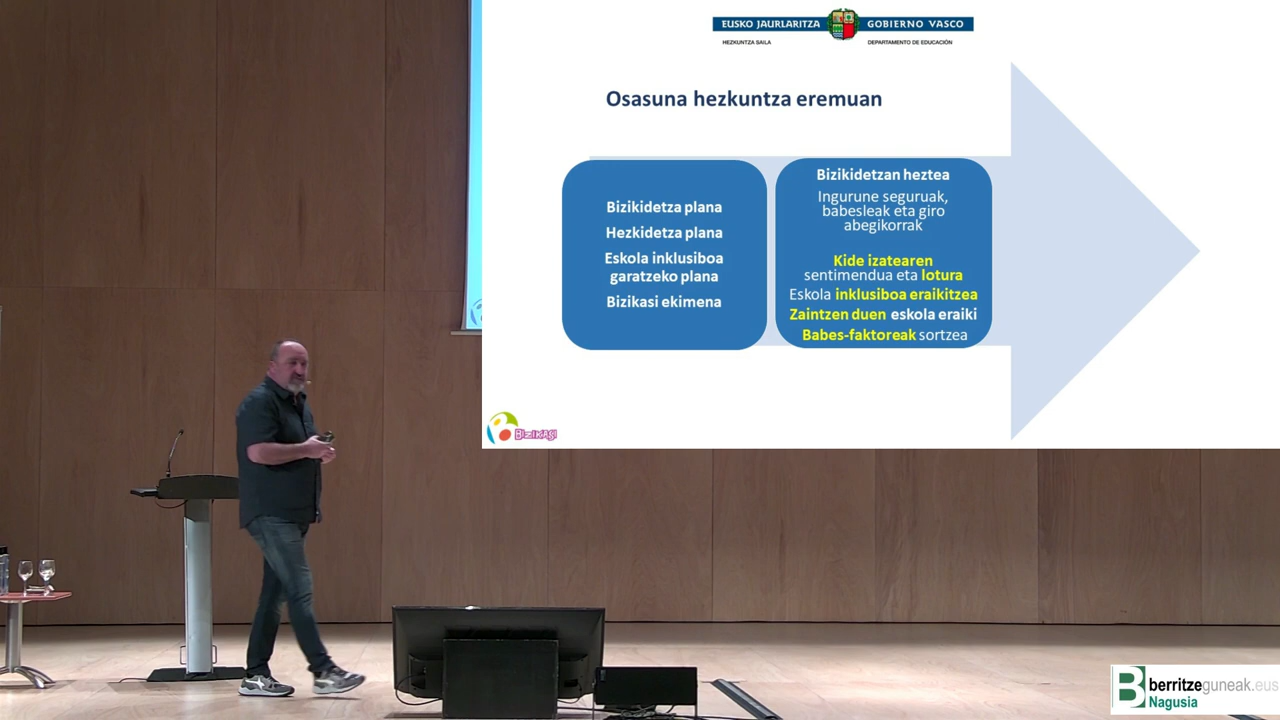 EUSKO JAURLARITZA
GOBIERNO VASCO
HEZKUNTZA SAILA
DEPARTAMENTO DE EDUCACIÓN
Osasuna hezkuntza eremuan
Bizikidetza plana
Hezkidetza plana
Eskola inklusiboa
garatzeko plana
Bizikasi ekimena
Bizikidetzan heztea
Ingurune seguruak,
babesleak eta giro
abegikorrak
Kide izatearen
sentimendua eta lotura
Eskola inklusiboa eraikitzea
Zaintzen duen eskola eraiki
Babes-faktoreak sortzea
BIZIKASI
B berritzeguneak.eus
Nagusia